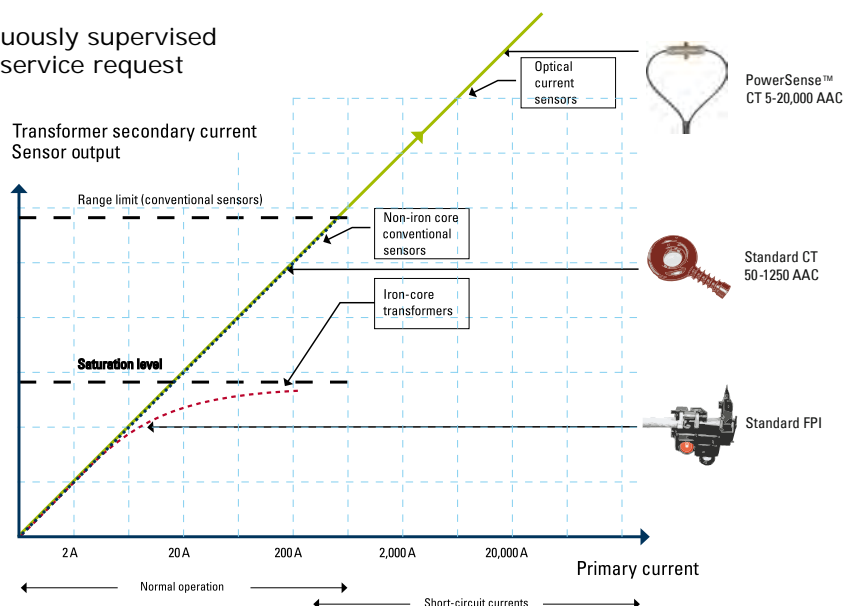 uously supervised
service request
Transformer secondary current
Sensor output
Optical
current
sensors
PowerSense™
CT 5-20,000 AAC
Range limit (conventional sensors)
Non-iron core
conventional
sensors
Standard CT
50-1250 AAC
Iron-core
transformers
Saturation level
Standard FPI
2 A
20 A
200 A
2,000 A
20,000 A
Primary current
Normal operation
Short-circuit currents